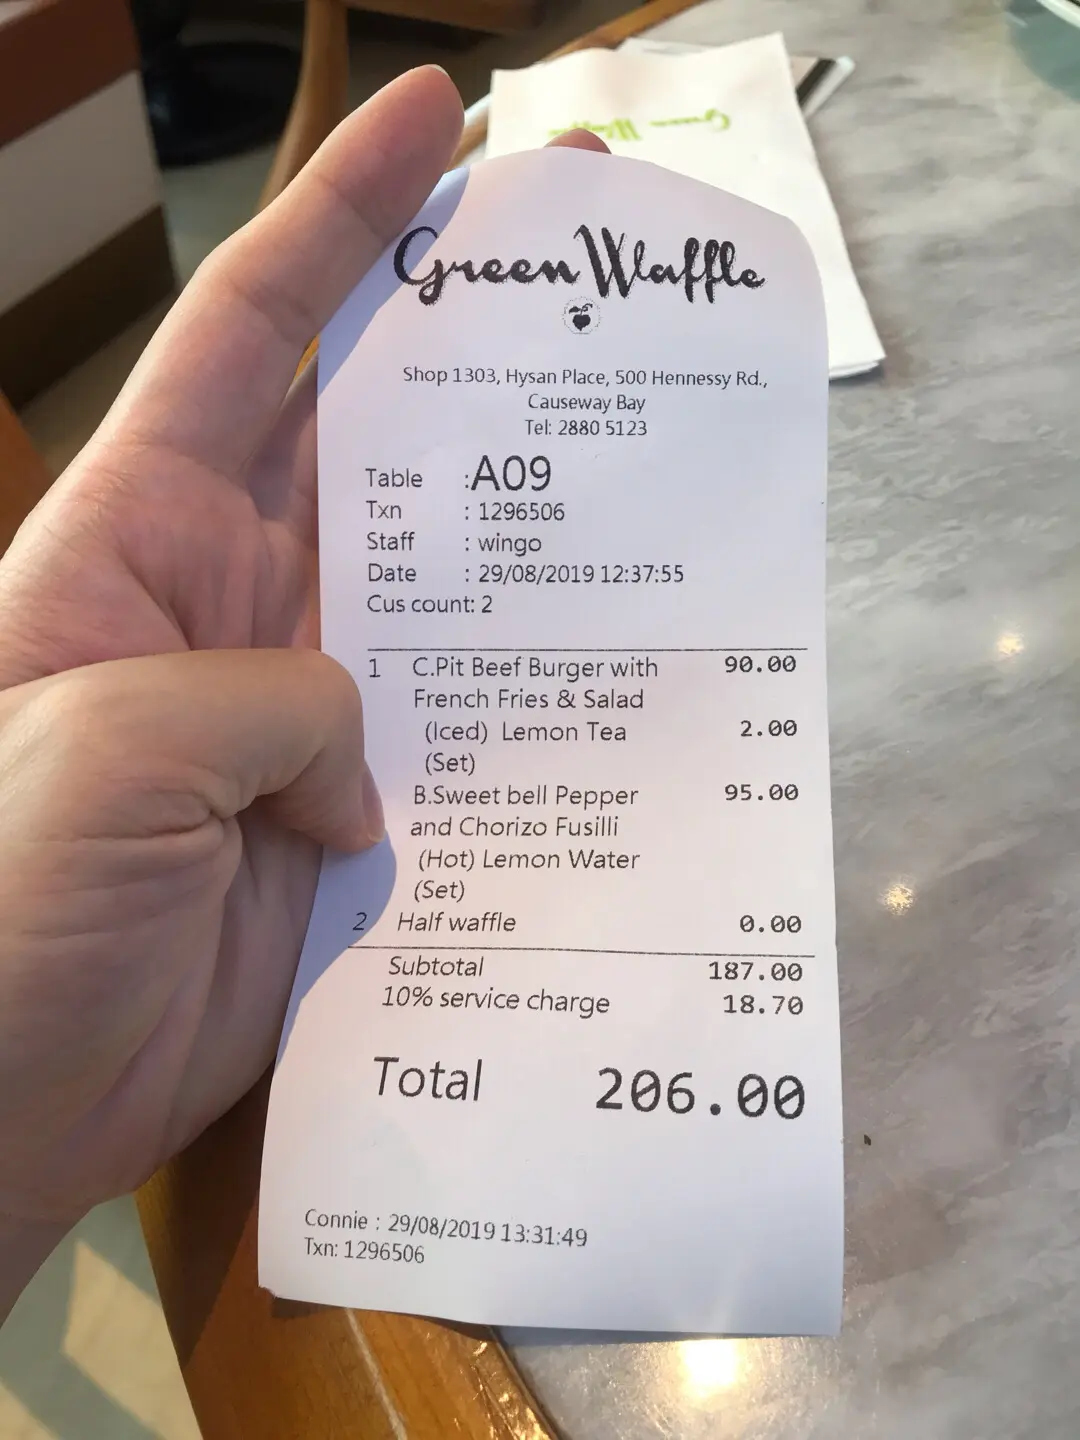 Green Waffle
Green Waffle
Shop 1303, Hysan Place, 500 Hennessy Rd.,
Causeway Bay
Tel: 2880 5123
Table :A09
Txn : 1296506
Staff : wingo
Date : 29/08/2019 12:37:55
Cus count: 2
1 C.Pit Beef Burger with 90.00
French Fries & Salad
(Iced) Lemon Tea 2.00
(Set)
B.Sweet bell Pepper 95.00
and Chorizo Fusilli
(Hot) Lemon Water
(Set)
2 Half waffle 0.00
Subtotal 187.00
10% service charge 18.70
Total 206.00
Connie : 29/08/2019 13:31:49
Txn: 1296506